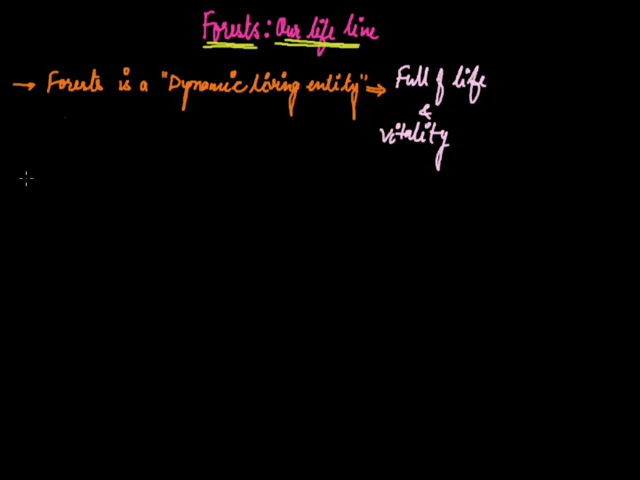 Forests: Our life line
→ Forests is a "Dynamic living entity" ⇒ Full of life
&
vitality